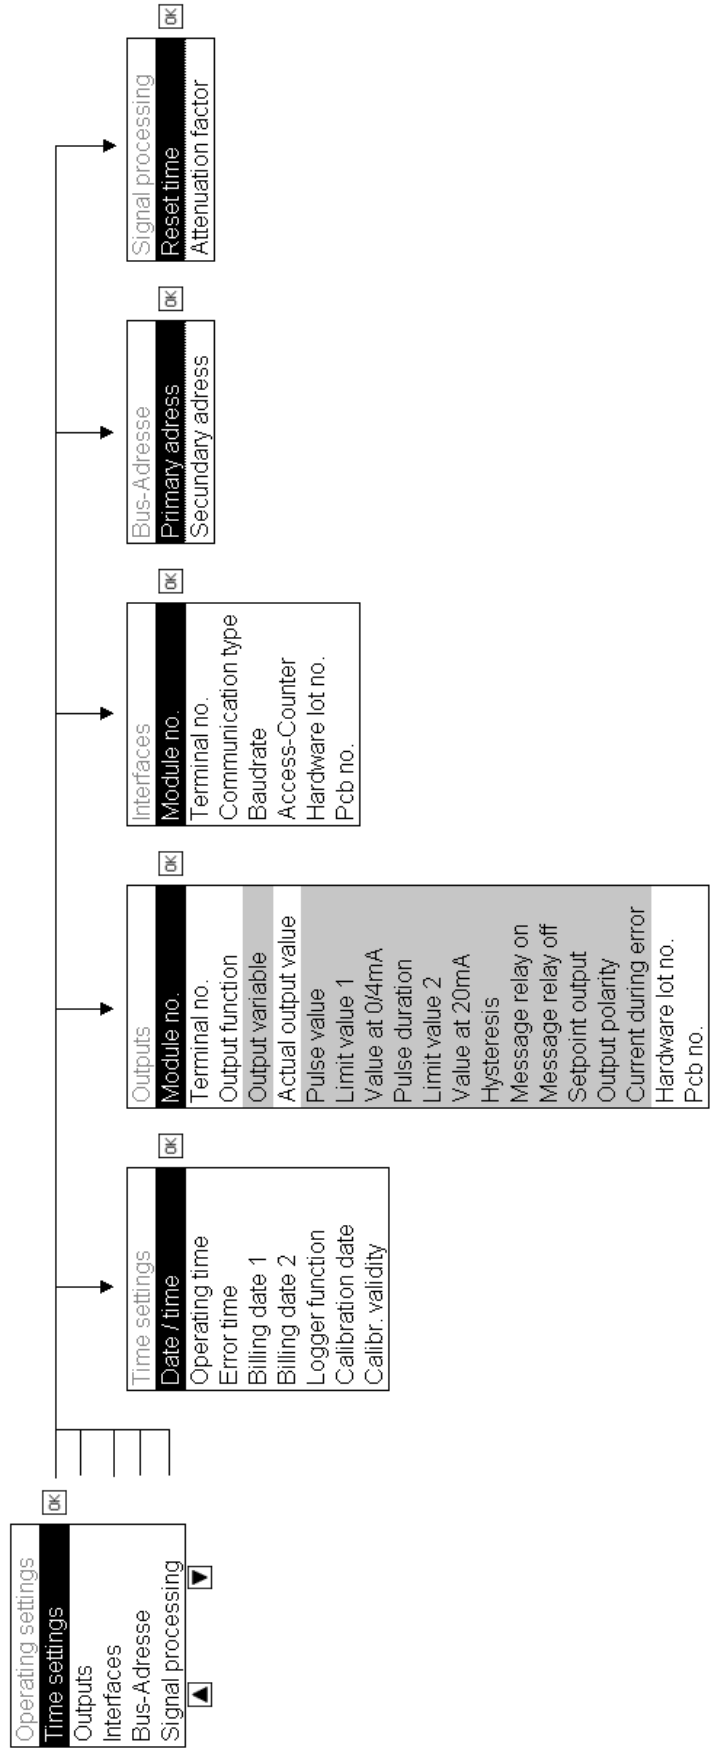 Operating settings
Time settings
Outputs
Interfaces
Bus-Adresse
Signal processing
OK
Time settings
Date / time
Operating time
Error time
Billing date 1
Billing date 2
Logger function
Calibration date
Calibr. validity
OK
Outputs
Module no.
Terminal no.
Output function
Output variable
Actual output value
Pulse value
Limit value 1
Value at 0/4mA
Pulse duration
Limit value 2
Value at 20mA
Hysteresis
Message relay on
Message relay off
Setpoint output
Output polarity
Current during error
Hardware lot no.
Pcb no.
OK
Interfaces
Module no.
Terminal no.
Communication type
Baudrate
Access-Counter
Hardware lot no.
Pcb no.
OK
Bus-Adresse
Primary adress
Secundary adress
OK
Signal processing
Reset time
Attenuation factor
OK